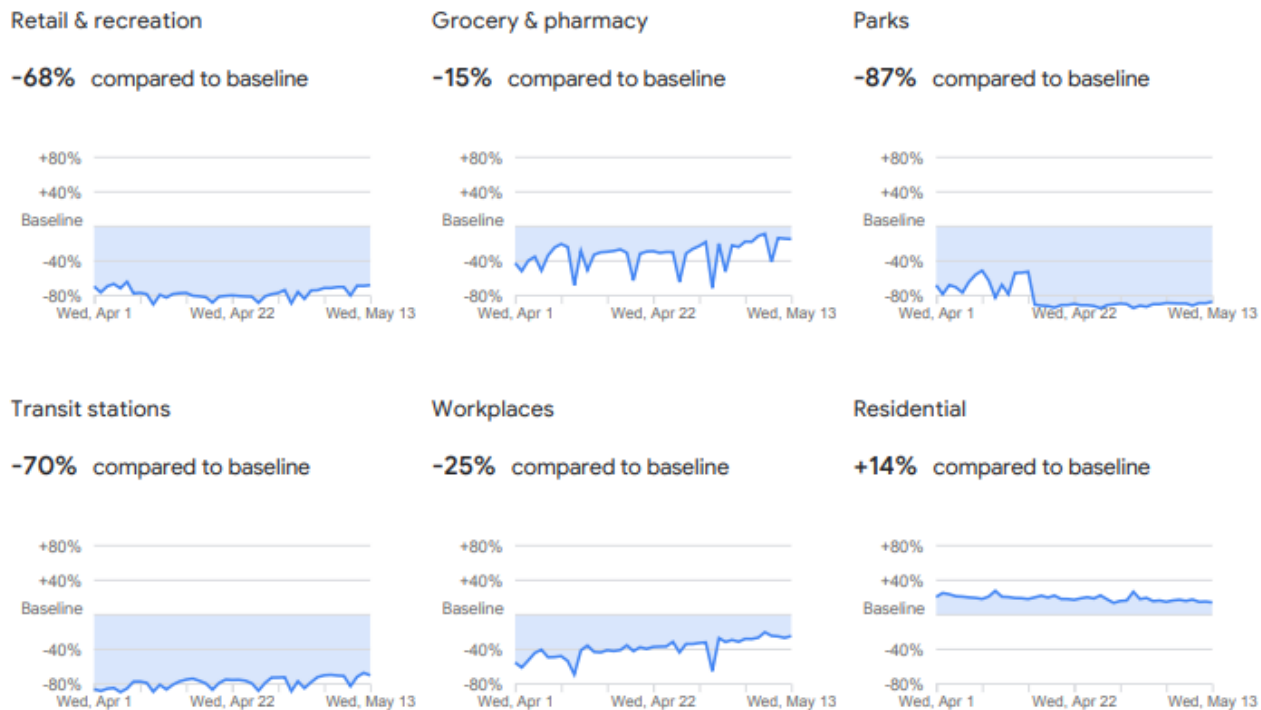 Retail & recreation
-68% compared to baseline
+80%
+40%
Baseline
-40%
-80%
Wed, Apr 1 Wed, Apr 22 Wed, May 13
Grocery & pharmacy
-15% compared to baseline
+80%
+40%
Baseline
-40%
-80%
Wed, Apr 1 Wed, Apr 22 Wed, May 13
Parks
-87% compared to baseline
+80%
+40%
Baseline
-40%
-80%
Wed, Apr 1 Wed, Apr 22 Wed, May 13
Transit stations
-70% compared to baseline
+80%
+40%
Baseline
-40%
-80%
Wed, Apr 1 Wed, Apr 22 Wed, May 13
Workplaces
-25% compared to baseline
+80%
+40%
Baseline
-40%
-80%
Wed, Apr 1 Wed, Apr 22 Wed, May 13
Residential
+14% compared to baseline
+80%
+40%
Baseline
-40%
-80%
Wed, Apr 1 Wed, Apr 22 Wed, May 13